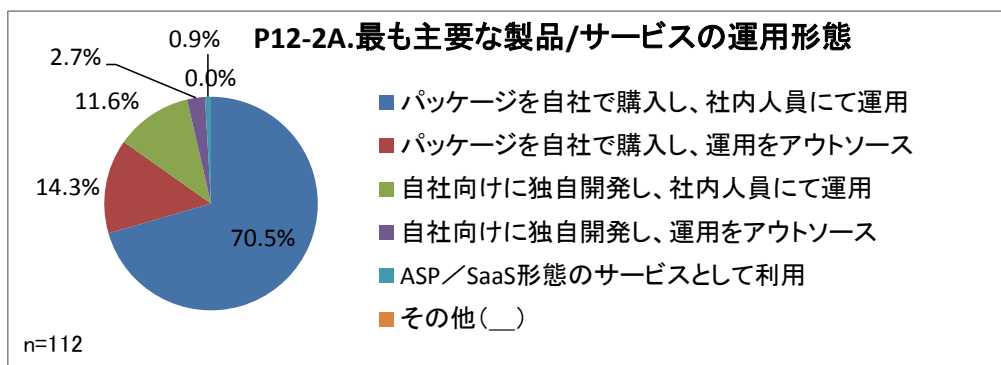 P12-2A.最も主要な製品/サービスの運用形態
0.9%
2.7%
0.0%
11.6%
14.3%
70.5%
パッケージを自社で購入し、社内人員にて運用
パッケージを自社で購入し、運用をアウトソース
自社向けに独自開発し、社内人員にて運用
自社向けに独自開発し、運用をアウトソース
ASP／SaaS形態のサービスとして利用
その他（__）
n=112